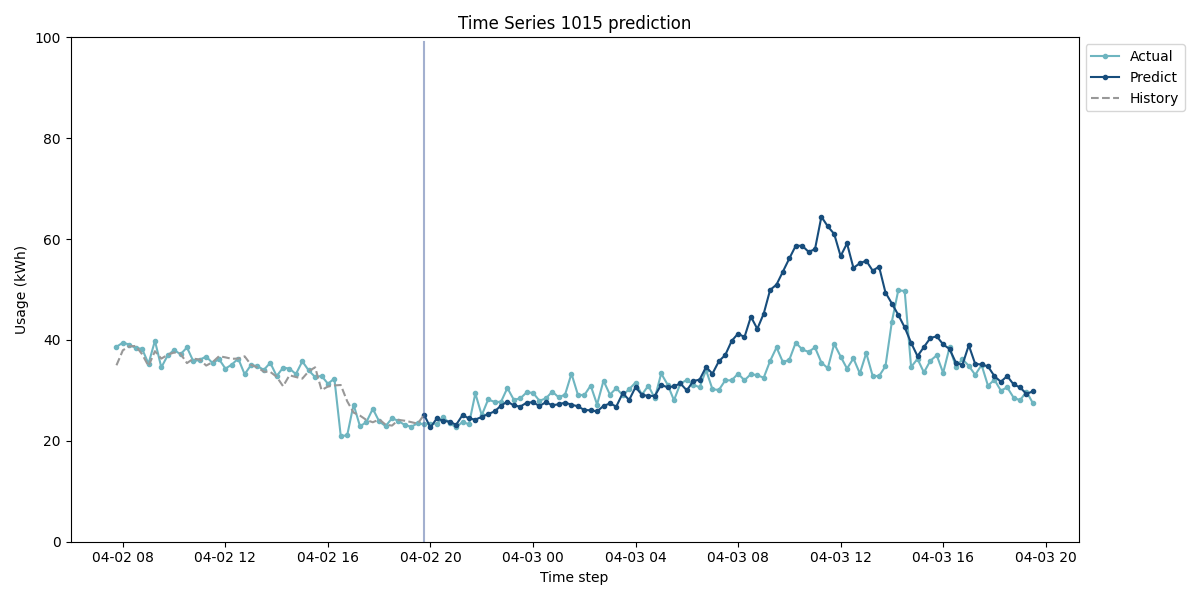 Time Series 1015 prediction
100
80
60
40
20
0
Usage (kWh)
04-02 08
04-02 12
04-02 16
04-02 20
04-03 00
04-03 04
04-03 08
04-03 12
04-03 16
04-03 20
Time step
Actual
Predict
History